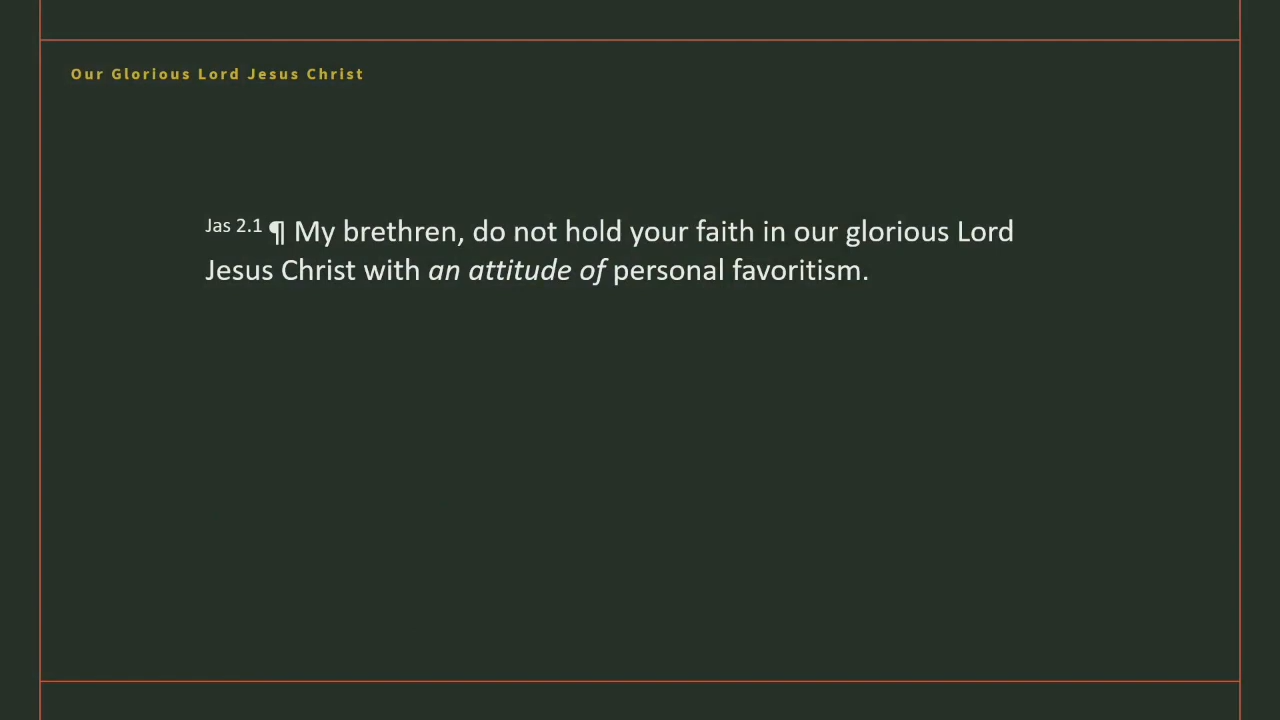 Our Glorious Lord Jesus Christ
Jas 2.1 ¶ My brethren, do not hold your faith in our glorious Lord
Jesus Christ with an attitude of personal favoritism.